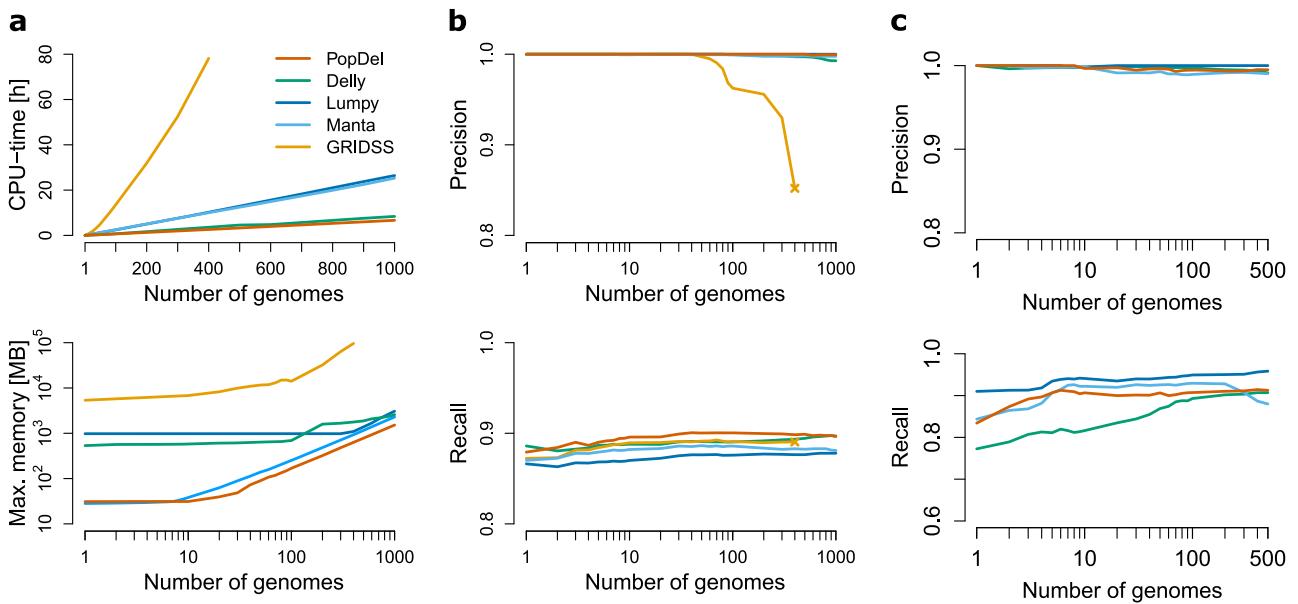 a
CPU−time [h]
80
60
40
20
0
1
200
400
600
800
1000
Number of genomes
PopDel
Delly
Lumpy
Manta
GRIDSS
b
Precision
1.0
0.9
0.8
1
10
100
1000
Number of genomes
c
Precision
1.0
0.9
0.8
1
10
100
500
Number of genomes
Max. memory [MB]
10^5
10^4
10^3
10^2
10
1
10
100
1000
Number of genomes
Recall
1.0
0.9
0.8
1
10
100
1000
Number of genomes
Recall
1.0
0.8
0.6
1
10
100
500
Number of genomes